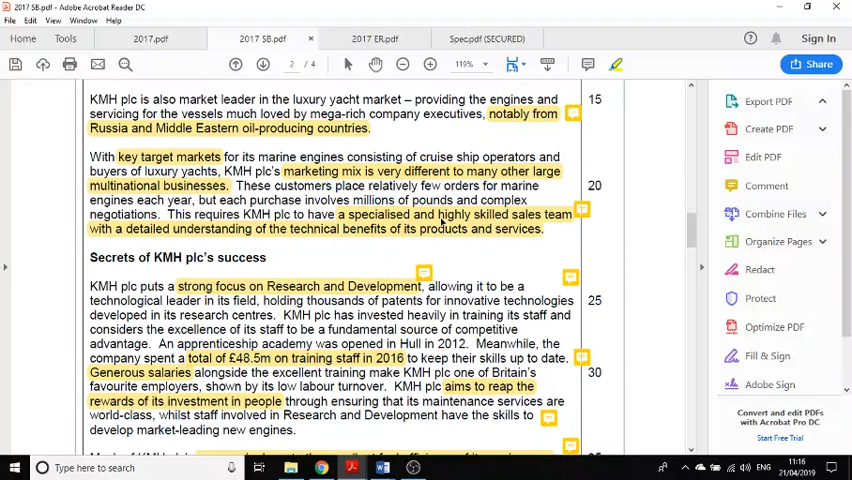 2017 SB.pdf - Adobe Acrobat Reader DC
File Edit View Window Help
Home Tools 2017.pdf 2017 SB.pdf × 2017 ER.pdf Spec.pdf (SECURED) Sign In
2 / 4 119% Share
KMH plc is also market leader in the luxury yacht market – providing the engines and 15
servicing for the vessels much loved by mega-rich company executives, notably from
Russia and Middle Eastern oil-producing countries.
With key target markets for its marine engines consisting of cruise ship operators and
buyers of luxury yachts, KMH plc's marketing mix is very different to many other large
multinational businesses. These customers place relatively few orders for marine 20
engines each year, but each purchase involves millions of pounds and complex
negotiations. This requires KMH plc to have a specialised and highly skilled sales team
with a detailed understanding of the technical benefits of its products and services.
Secrets of KMH plc's success
KMH plc puts a strong focus on Research and Development, allowing it to be a
technological leader in its field, holding thousands of patents for innovative technologies 25
developed in its research centres. KMH plc has invested heavily in training its staff and
considers the excellence of its staff to be a fundamental source of competitive
advantage. An apprenticeship academy was opened in Hull in 2012. Meanwhile, the
company spent a total of £48.5m on training staff in 2016 to keep their skills up to date.
Generous salaries alongside the excellent training make KMH plc one of Britain's 30
favourite employers, shown by its low labour turnover. KMH plc aims to reap the
rewards of its investment in people through ensuring that its maintenance services are
world-class, whilst staff involved in Research and Development have the skills to
develop market-leading new engines.
Export PDF
Create PDF
Edit PDF
Comment
Combine Files
Organize Pages
Redact
Protect
Optimize PDF
Fill & Sign
Adobe Sign
Convert and edit PDFs
with Acrobat Pro DC
Start Free Trial
Type here to search
ENG
11:16
21/04/2019